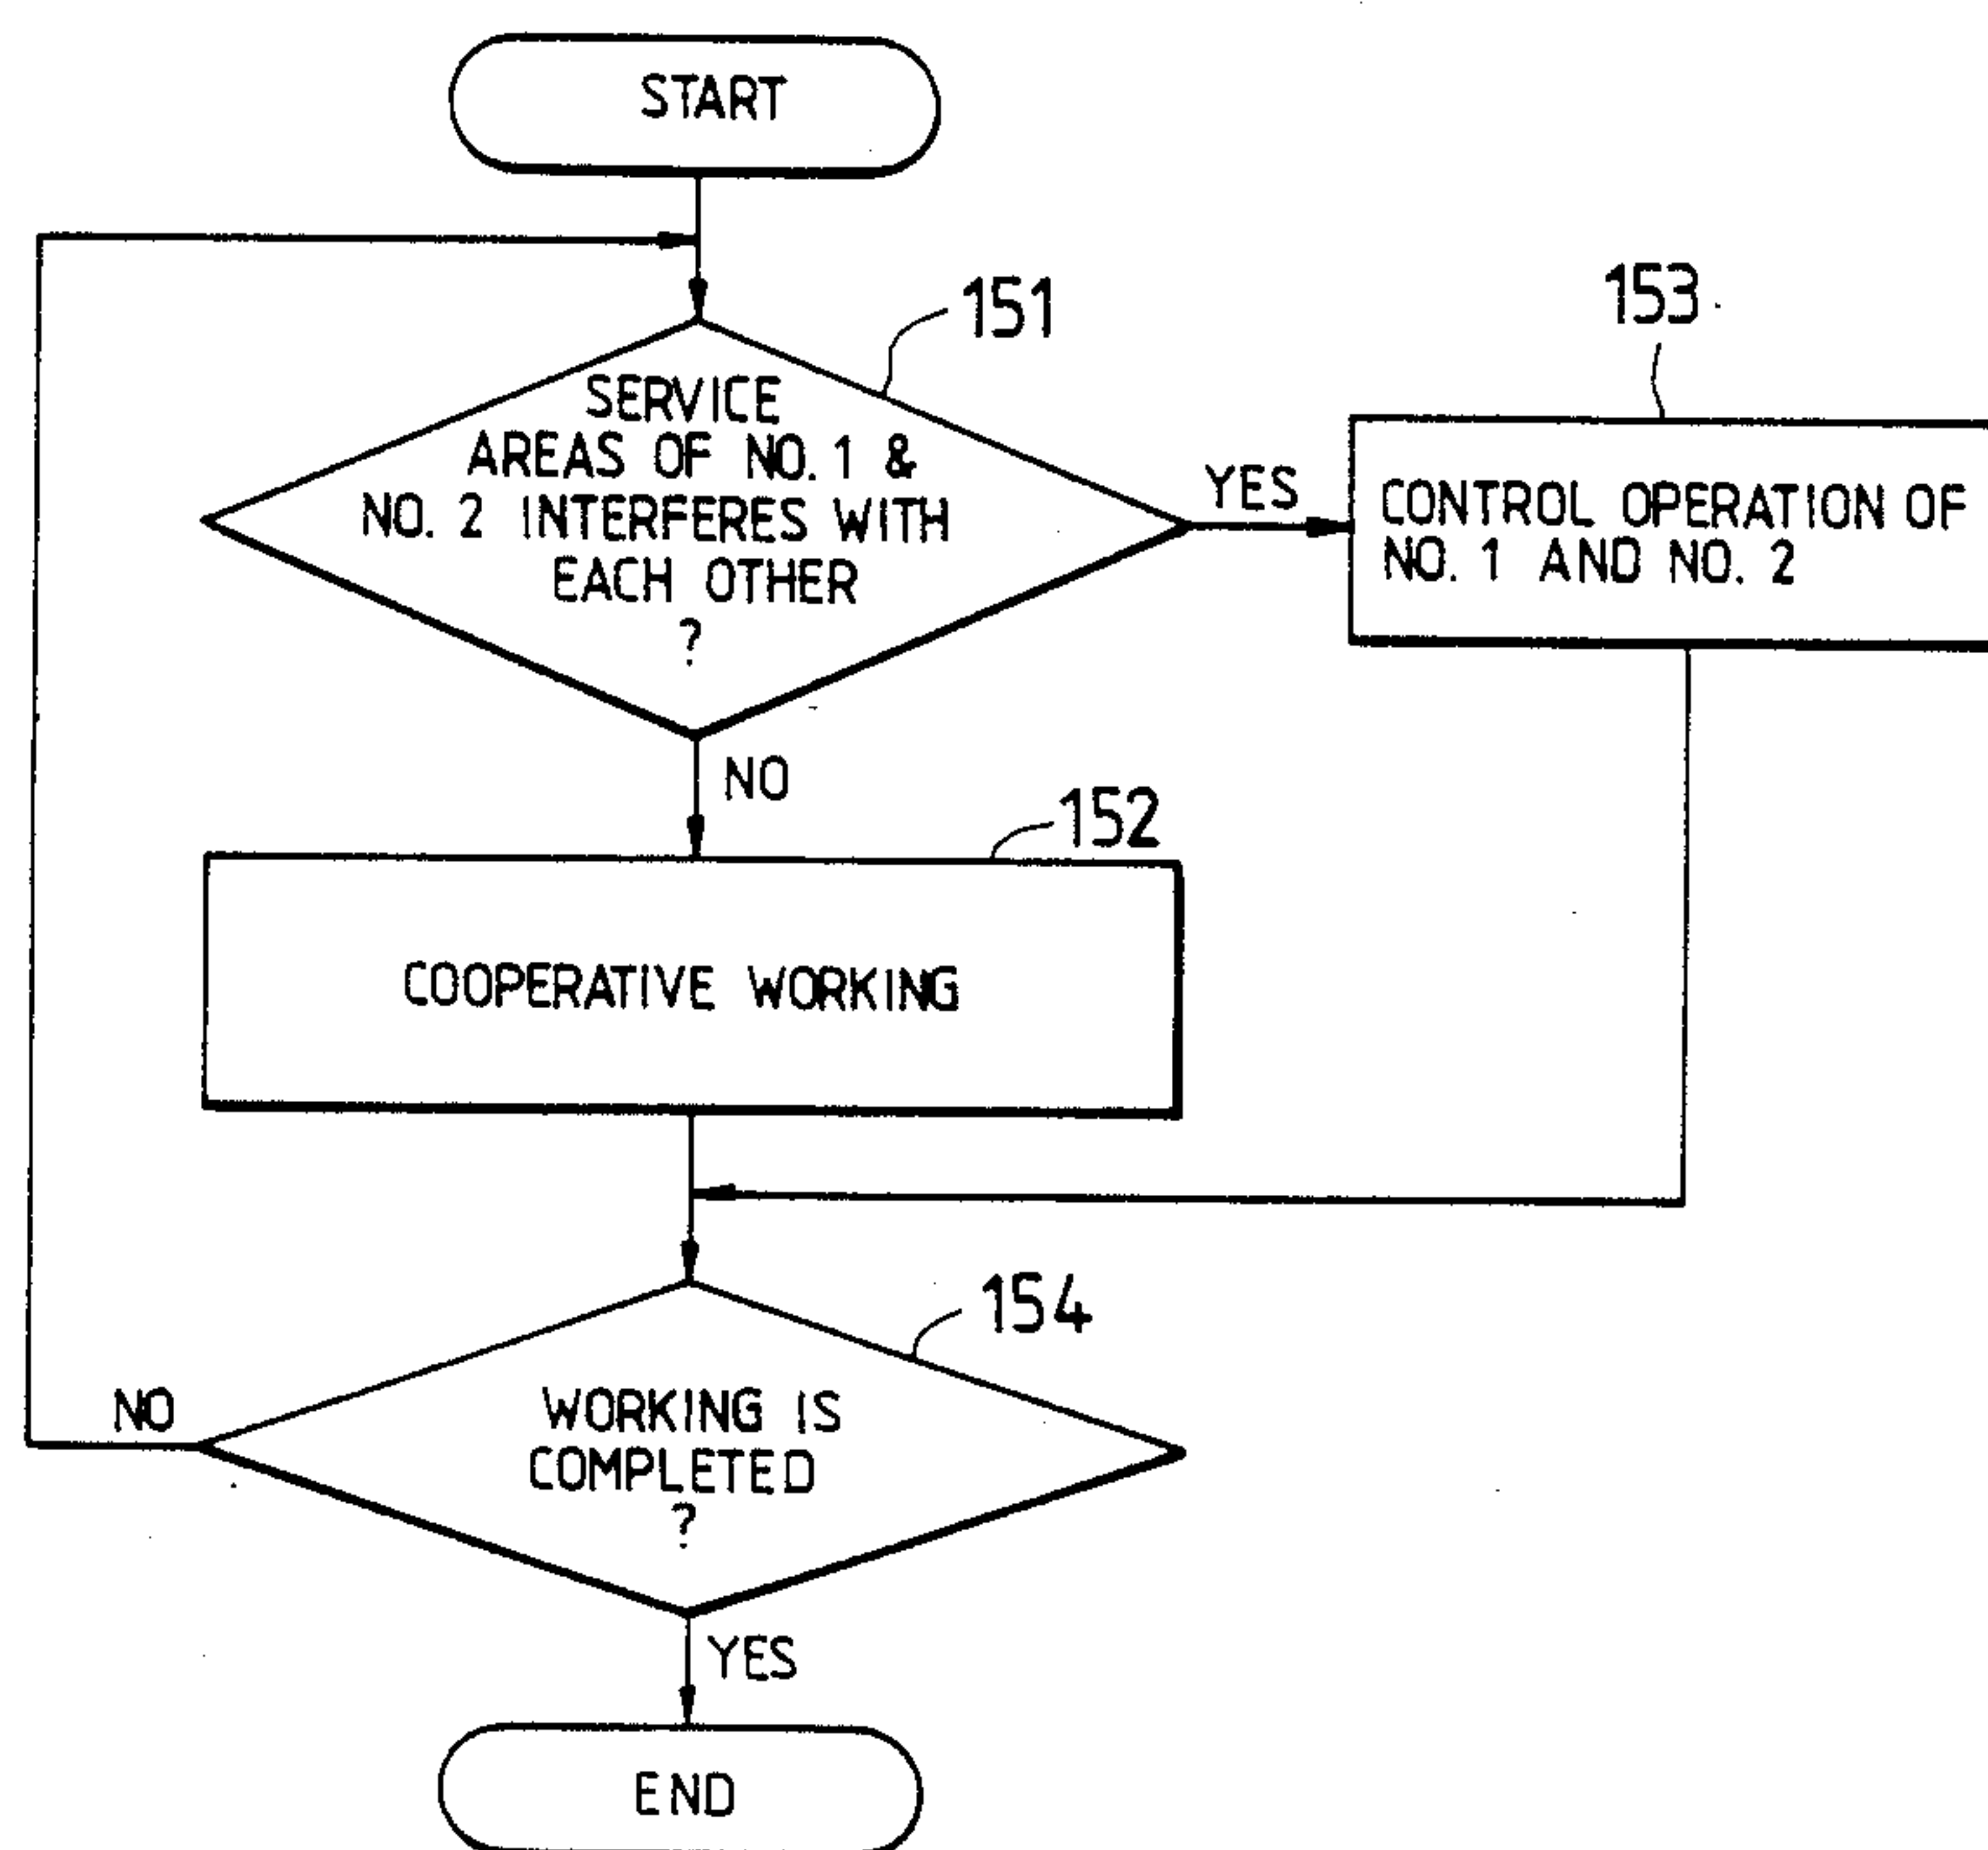 START
151
SERVICE
AREAS OF NO. 1 &
NO. 2 INTERFERES WITH
EACH OTHER
?
YES
153
CONTROL OPERATION OF
NO. 1 AND NO. 2
NO
152
COOPERATIVE WORKING
154
WORKING IS
COMPLETED
?
NO
YES
END